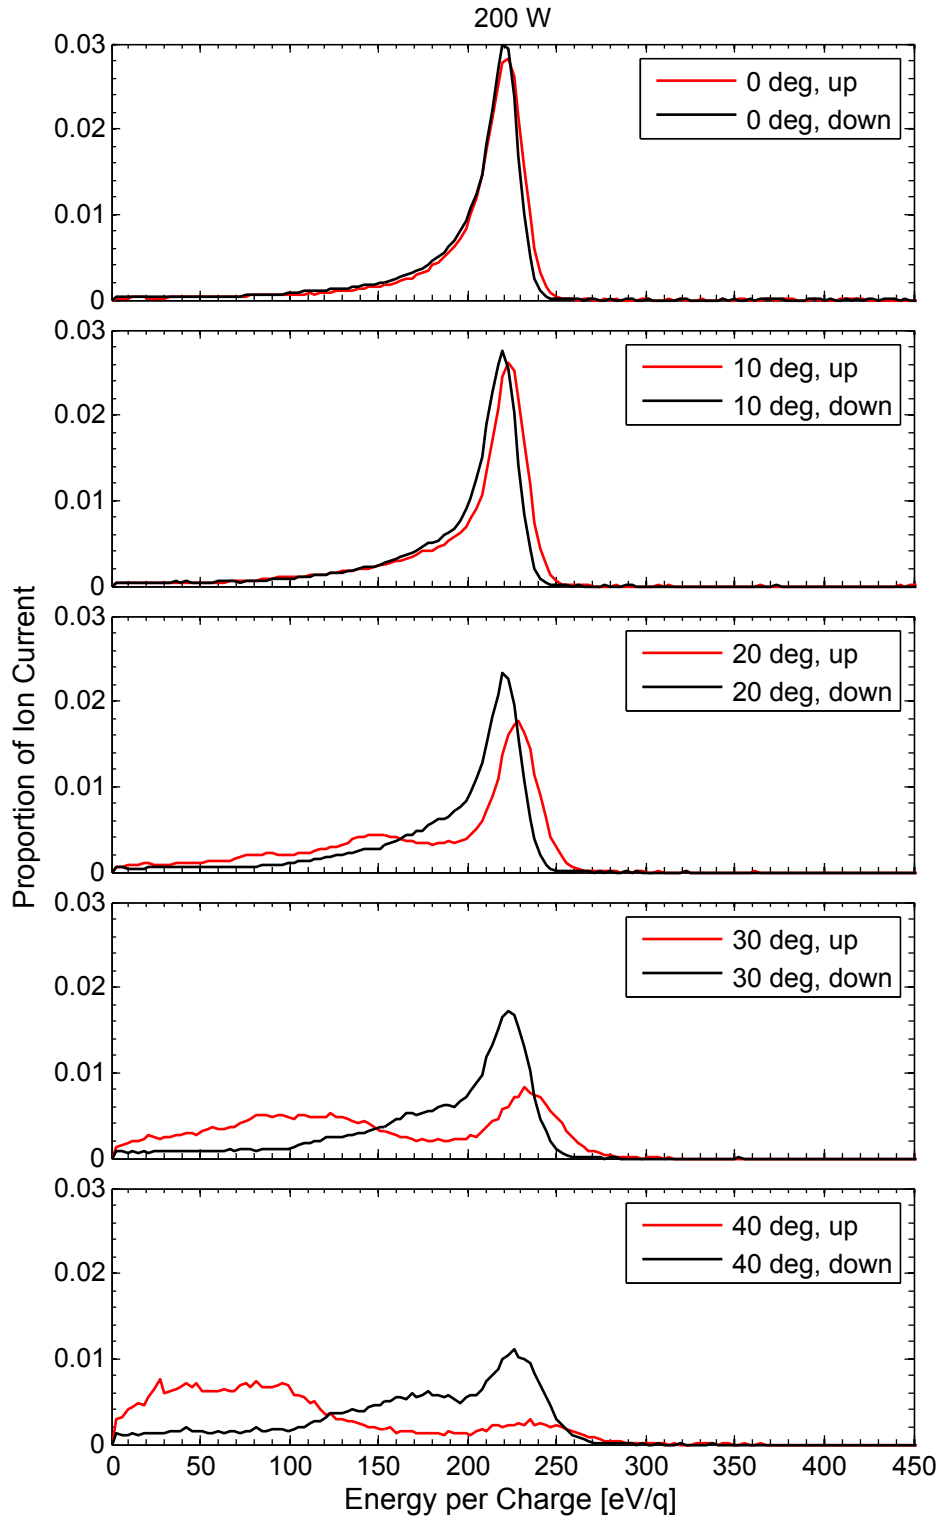 200 W
0.03
0.02
0.01
0
0 deg, up
0 deg, down
0.03
0.02
0.01
0
10 deg, up
10 deg, down
0.03
0.02
0.01
0
20 deg, up
20 deg, down
Proportion of Ion Current
0.03
0.02
0.01
0
30 deg, up
30 deg, down
0.03
0.02
0.01
0
40 deg, up
40 deg, down
0 50 100 150 200 250 300 350 400 450
Energy per Charge [eV/q]